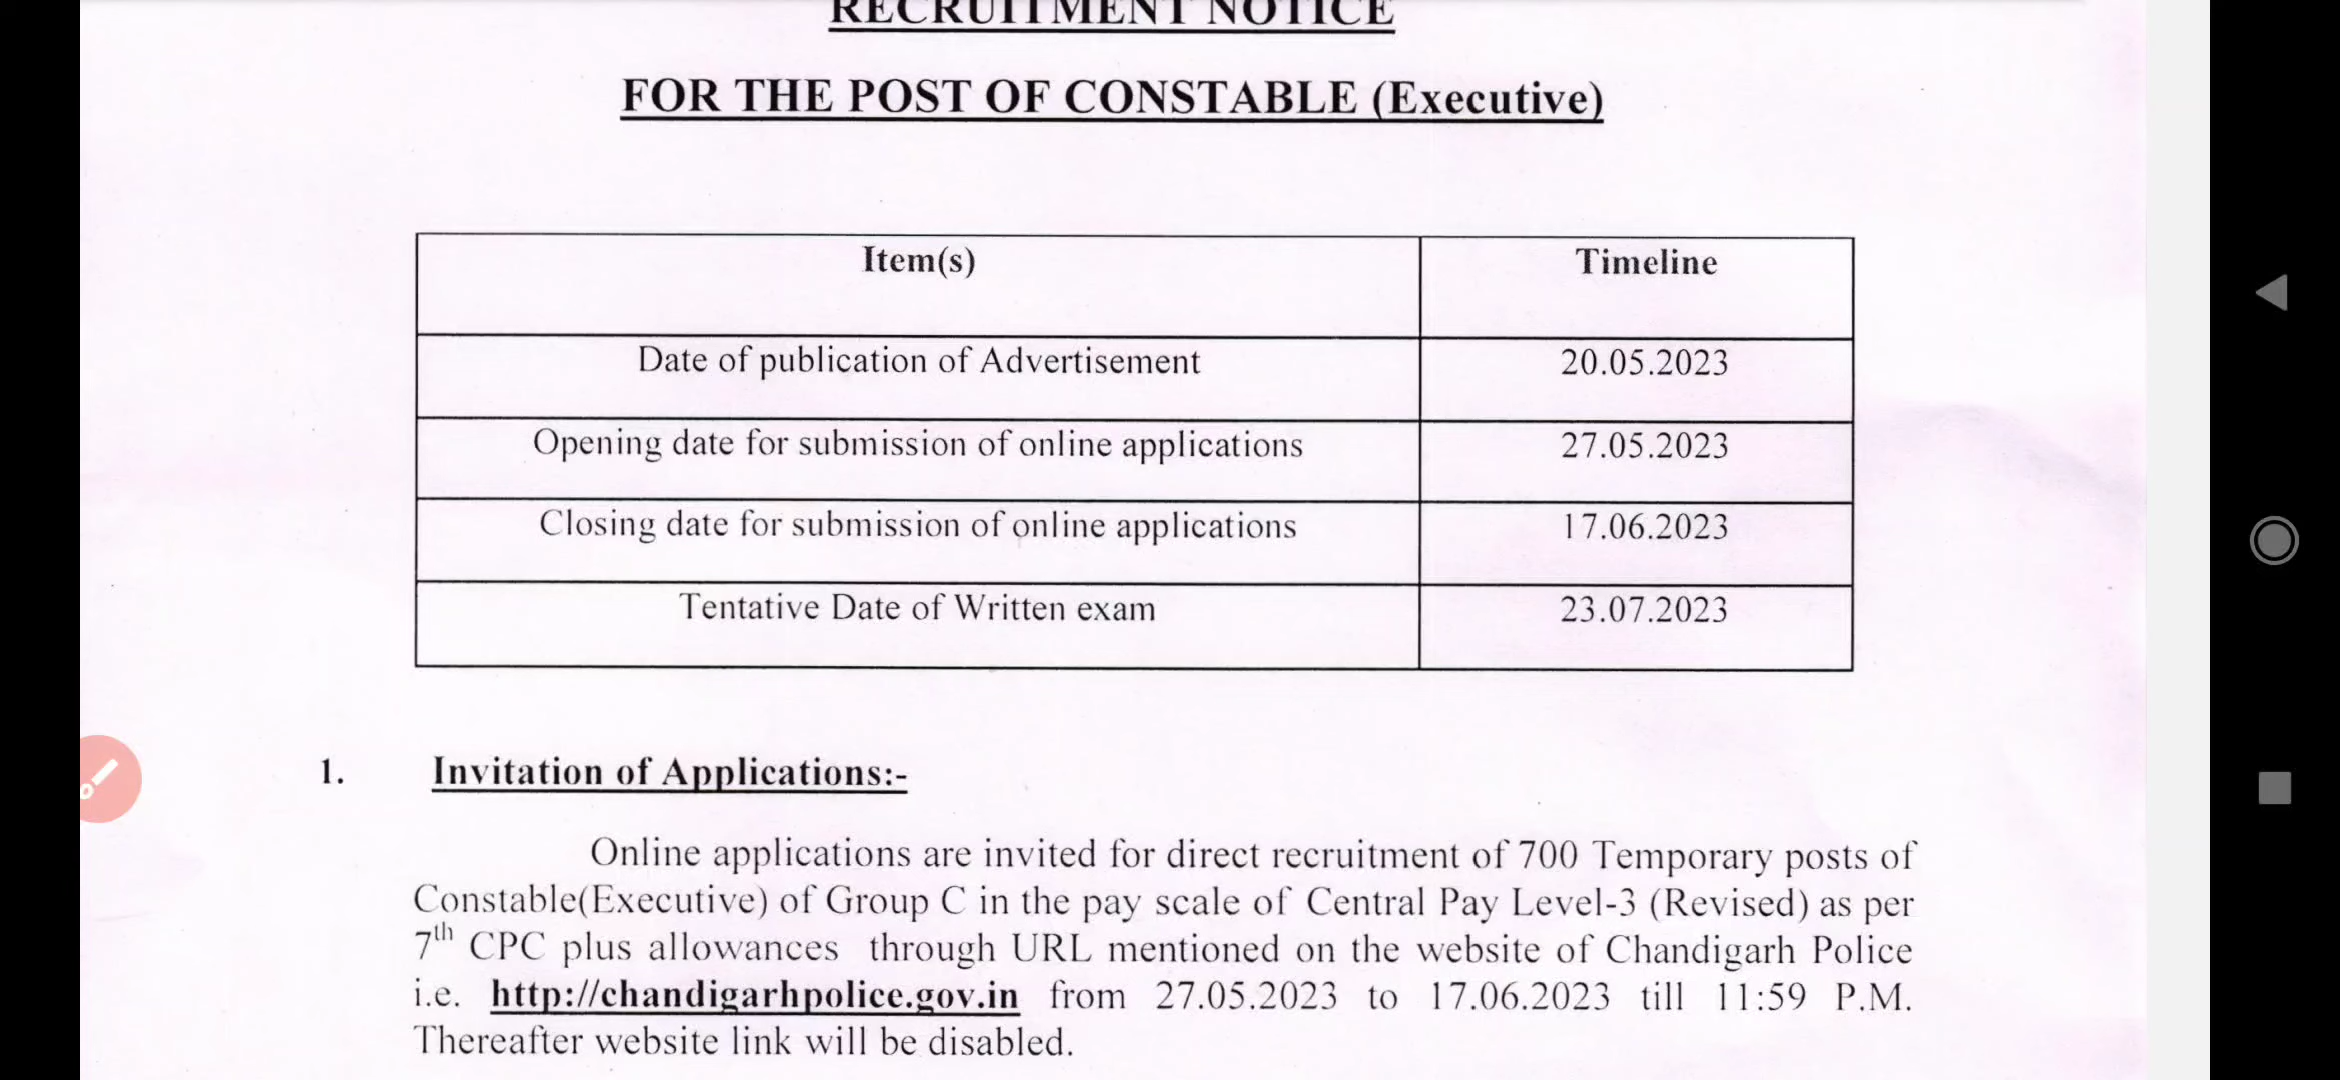 RECRUITMENT NOTICE
FOR THE POST OF CONSTABLE (Executive)
Item(s) Timeline
Date of publication of Advertisement 20.05.2023
Opening date for submission of online applications 27.05.2023
Closing date for submission of online applications 17.06.2023
Tentative Date of Written exam 23.07.2023
1. Invitation of Applications:-
Online applications are invited for direct recruitment of 700 Temporary posts of
Constable(Executive) of Group C in the pay scale of Central Pay Level-3 (Revised) as per
7th CPC plus allowances through URL mentioned on the website of Chandigarh Police
i.e. http://chandigarhpolice.gov.in from 27.05.2023 to 17.06.2023 till 11:59 P.M.
Thereafter website link will be disabled.